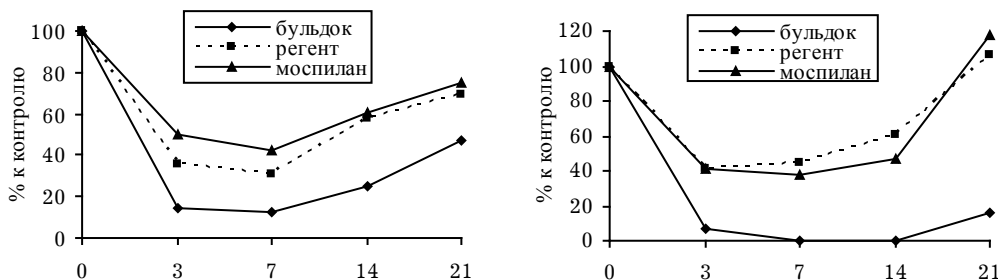 % к контролю
100
80
60
40
20
0
бульдок
регент
моспилан
0 3 7 14 21
% к контролю
120
100
80
60
40
20
0
бульдок
регент
моспилан
0 3 7 14 21